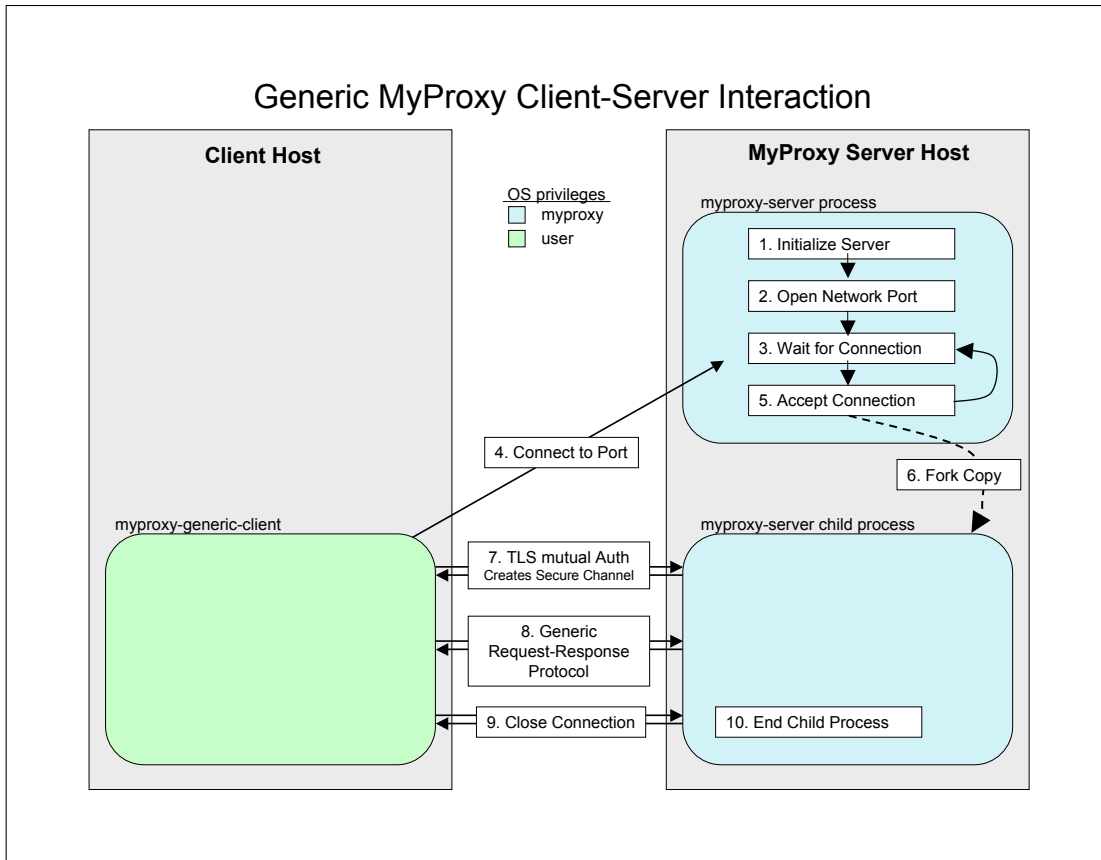 Generic MyProxy Client-Server Interaction
Client Host
MyProxy Server Host
OS privileges
myproxy
user
myproxy-server process
1. Initialize Server
2. Open Network Port
3. Wait for Connection
5. Accept Connection
4. Connect to Port
6. Fork Copy
myproxy-generic-client
myproxy-server child process
7. TLS mutual Auth
Creates Secure Channel
8. Generic
Request-Response
Protocol
9. Close Connection
10. End Child Process